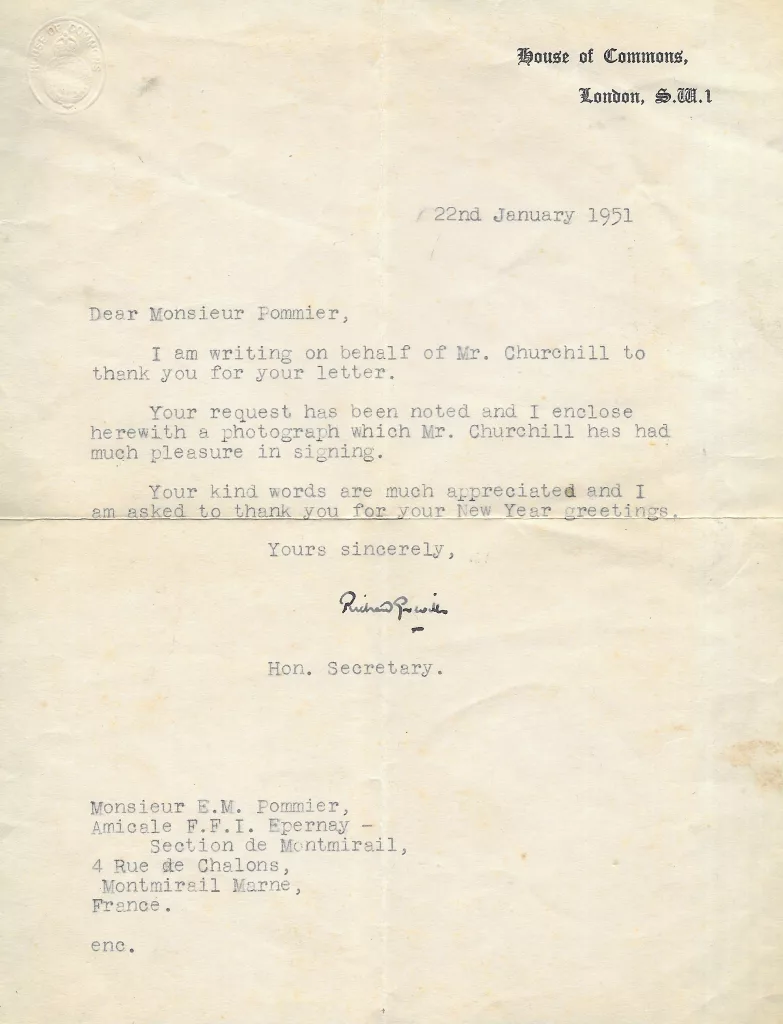 HOUSE OF COMMONS
House of Commons,
London, S.W.1
22nd January 1951
Dear Monsieur Pommier,
I am writing on behalf of Mr. Churchill to
thank you for your letter.
Your request has been noted and I enclose
herewith a photograph which Mr. Churchill has had
much pleasure in signing.
Your kind words are much appreciated and I
am asked to thank you for your New Year greetings.
Yours sincerely,
Richard
Hon. Secretary.
Monsieur E.M. Pommier,
Amicale F.F.I. Epernay -
Section de Montmirail,
4 Rue de Chalons,
Montmirail Marne,
France.
enc.